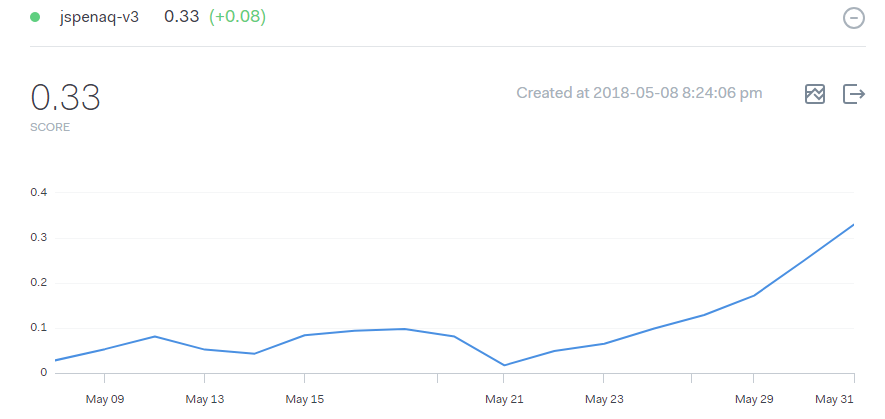 jspenaq-v3 0.33 (+0.08)
0.33
SCORE
Created at 2018-05-08 8:24:06 pm
0.4
0.3
0.2
0.1
0
May 09 May 13 May 15 May 21 May 23 May 29 May 31